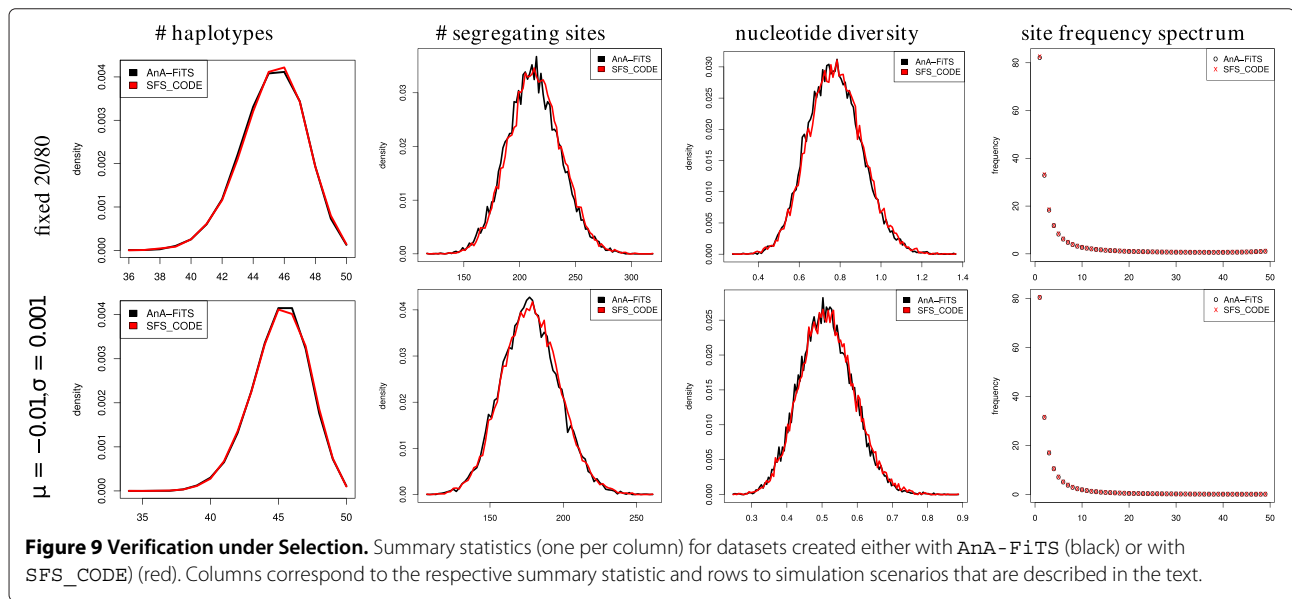 # haplotypes
# segregating sites
nucleotide diversity
site frequency spectrum
fixed 20/80
density
0.000 0.001 0.002 0.003 0.004
AnA−FiTS
SFS_CODE
36 38 40 42 44 46 48 50
density
0.00 0.01 0.02 0.03
AnA−FiTS
SFS_CODE
150 200 250 300
density
0.000 0.005 0.010 0.015 0.020 0.025 0.030
AnA−FiTS
SFS_CODE
0.4 0.6 0.8 1.0 1.2 1.4
frequency
0 20 40 60 80
o AnA−FiTS
x SFS_CODE
0 10 20 30 40 50
μ = −0.01,σ = 0.001
density
0.000 0.001 0.002 0.003 0.004
AnA−FiTS
SFS_CODE
34 36 38 40 42 44 46 48 50
density
0.00 0.01 0.02 0.03 0.04
AnA−FiTS
SFS_CODE
100 150 200 250
density
0.000 0.005 0.010 0.015 0.020 0.025
AnA−FiTS
SFS_CODE
0.3 0.4 0.5 0.6 0.7 0.8 0.9
frequency
0 20 40 60 80
o AnA−FiTS
x SFS_CODE
0 10 20 30 40 50
Figure 9 Verification under Selection. Summary statistics (one per column) for datasets created either with AnA-FiTS (black) or with
SFS_CODE) (red). Columns correspond to the respective summary statistic and rows to simulation scenarios that are described in the text.